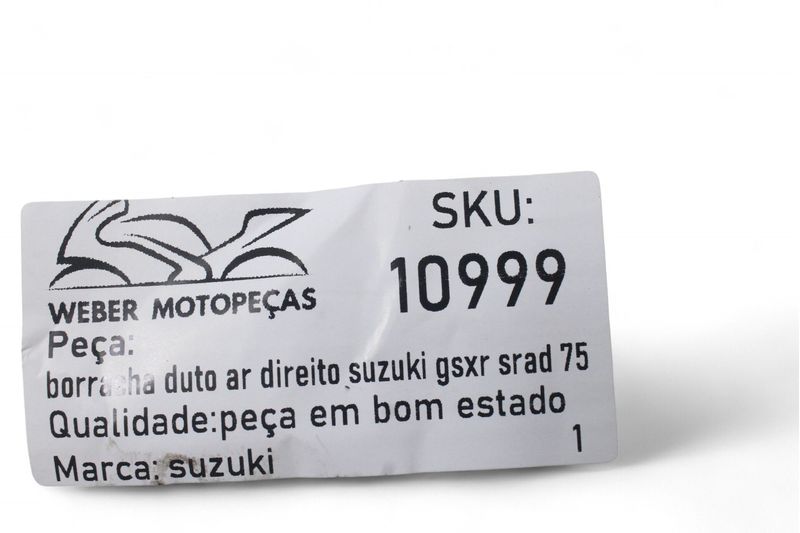 WEBER MOTOPEÇAS
SKU:
10999
Peça:
borracha duto ar direito suzuki gsxr srad 75
Qualidade:peça em bom estado
1
Marca: suzuki